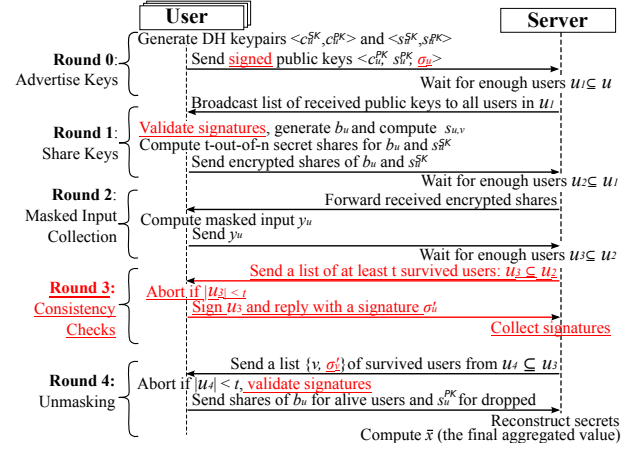 User
Server
Generate DH keypairs <c_u^SK, c_u^PK> and <s_u^SK, s_u^PK>
Round 0:
Advertise Keys
Send signed public keys <c_u^PK, s_u^PK, σ_u>
Wait for enough users u_1 ⊆ u
Broadcast list of received public keys to all users in u_1
Round 1:
Share Keys
Validate signatures, generate b_u and compute s_u,v
Compute t-out-of-n secret shares for b_u and s_u^SK
Send encrypted shares of b_u and s_u^SK
Wait for enough users u_2 ⊆ u_1
Round 2:
Masked Input
Collection
Forward received encrypted shares
Compute masked input y_u
Send y_u
Wait for enough users u_3 ⊆ u_2
Round 3:
Consistency
Checks
Send a list of at least t survived users: u_3 ⊆ u_2
Abort if |u_3| < t
Sign u_3 and reply with a signature σ'_u
Collect signatures
Round 4:
Unmasking
Send a list {v, σ'_v} of survived users from u_4 ⊆ u_3
Abort if |u_4| < t, validate signatures
Send shares of b_u for alive users and s_u^PK for dropped
Reconstruct secrets
Compute x̄ (the final aggregated value)